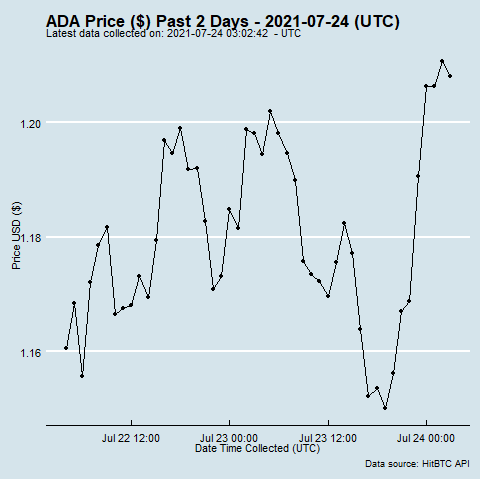 ADA Price ($) Past 2 Days - 2021-07-24 (UTC)
Latest data collected on: 2021-07-24 03:02:42 - UTC
1.20
1.18
1.16
Price USD ($)
Jul 22 12:00
Jul 23 00:00
Jul 23 12:00
Jul 24 00:00
Date Time Collected (UTC)
Data source: HitBTC API